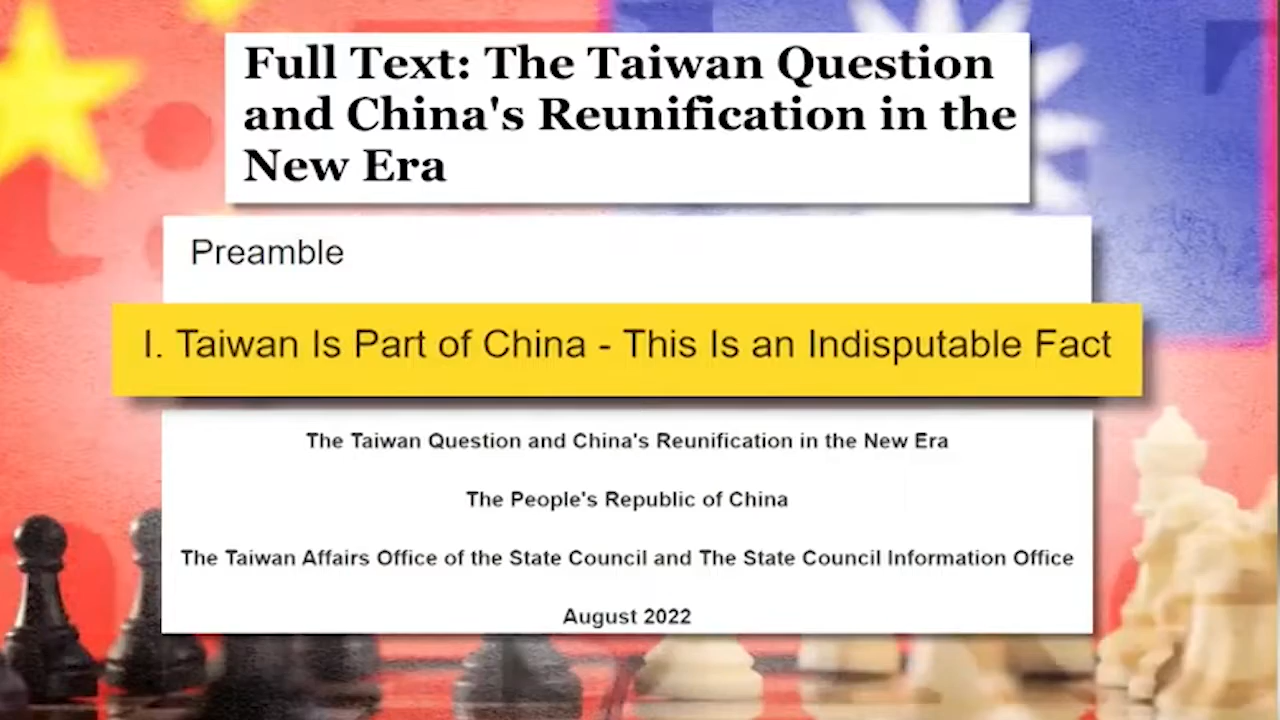 Full Text: The Taiwan Question
and China's Reunification in the
New Era
Preamble
I. Taiwan Is Part of China - This Is an Indisputable Fact
The Taiwan Question and China's Reunification in the New Era
The People's Republic of China
The Taiwan Affairs Office of the State Council and The State Council Information Office
August 2022